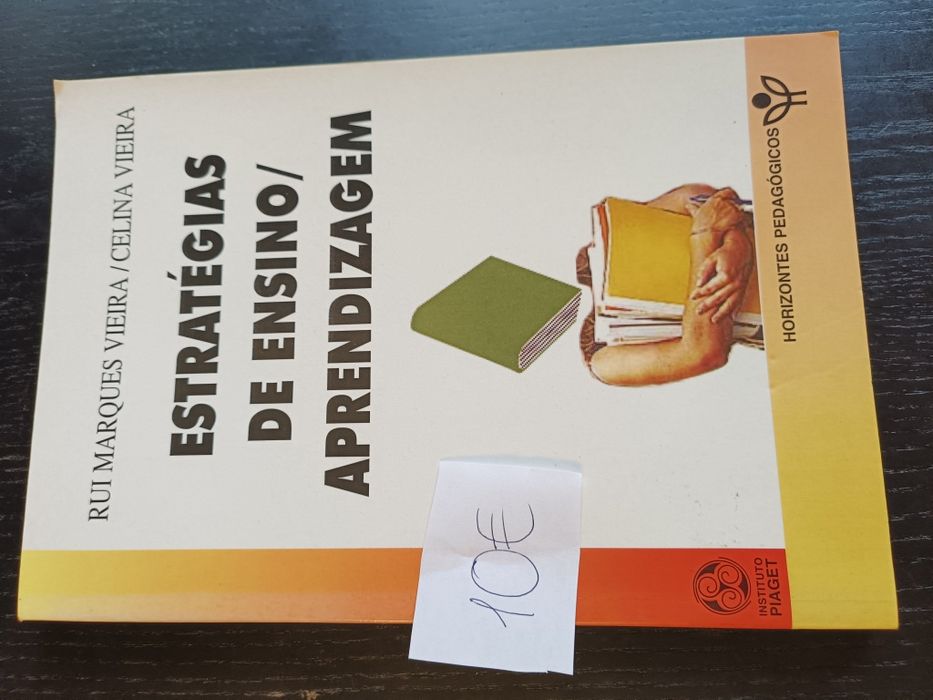 RUI MARQUES VIEIRA / CELINA VIEIRA
ESTRATÉGIAS
DE ENSINO/
APRENDIZAGEM
10€
INSTITUTO
PIAGET
HORIZONTES PEDAGÓGICOS